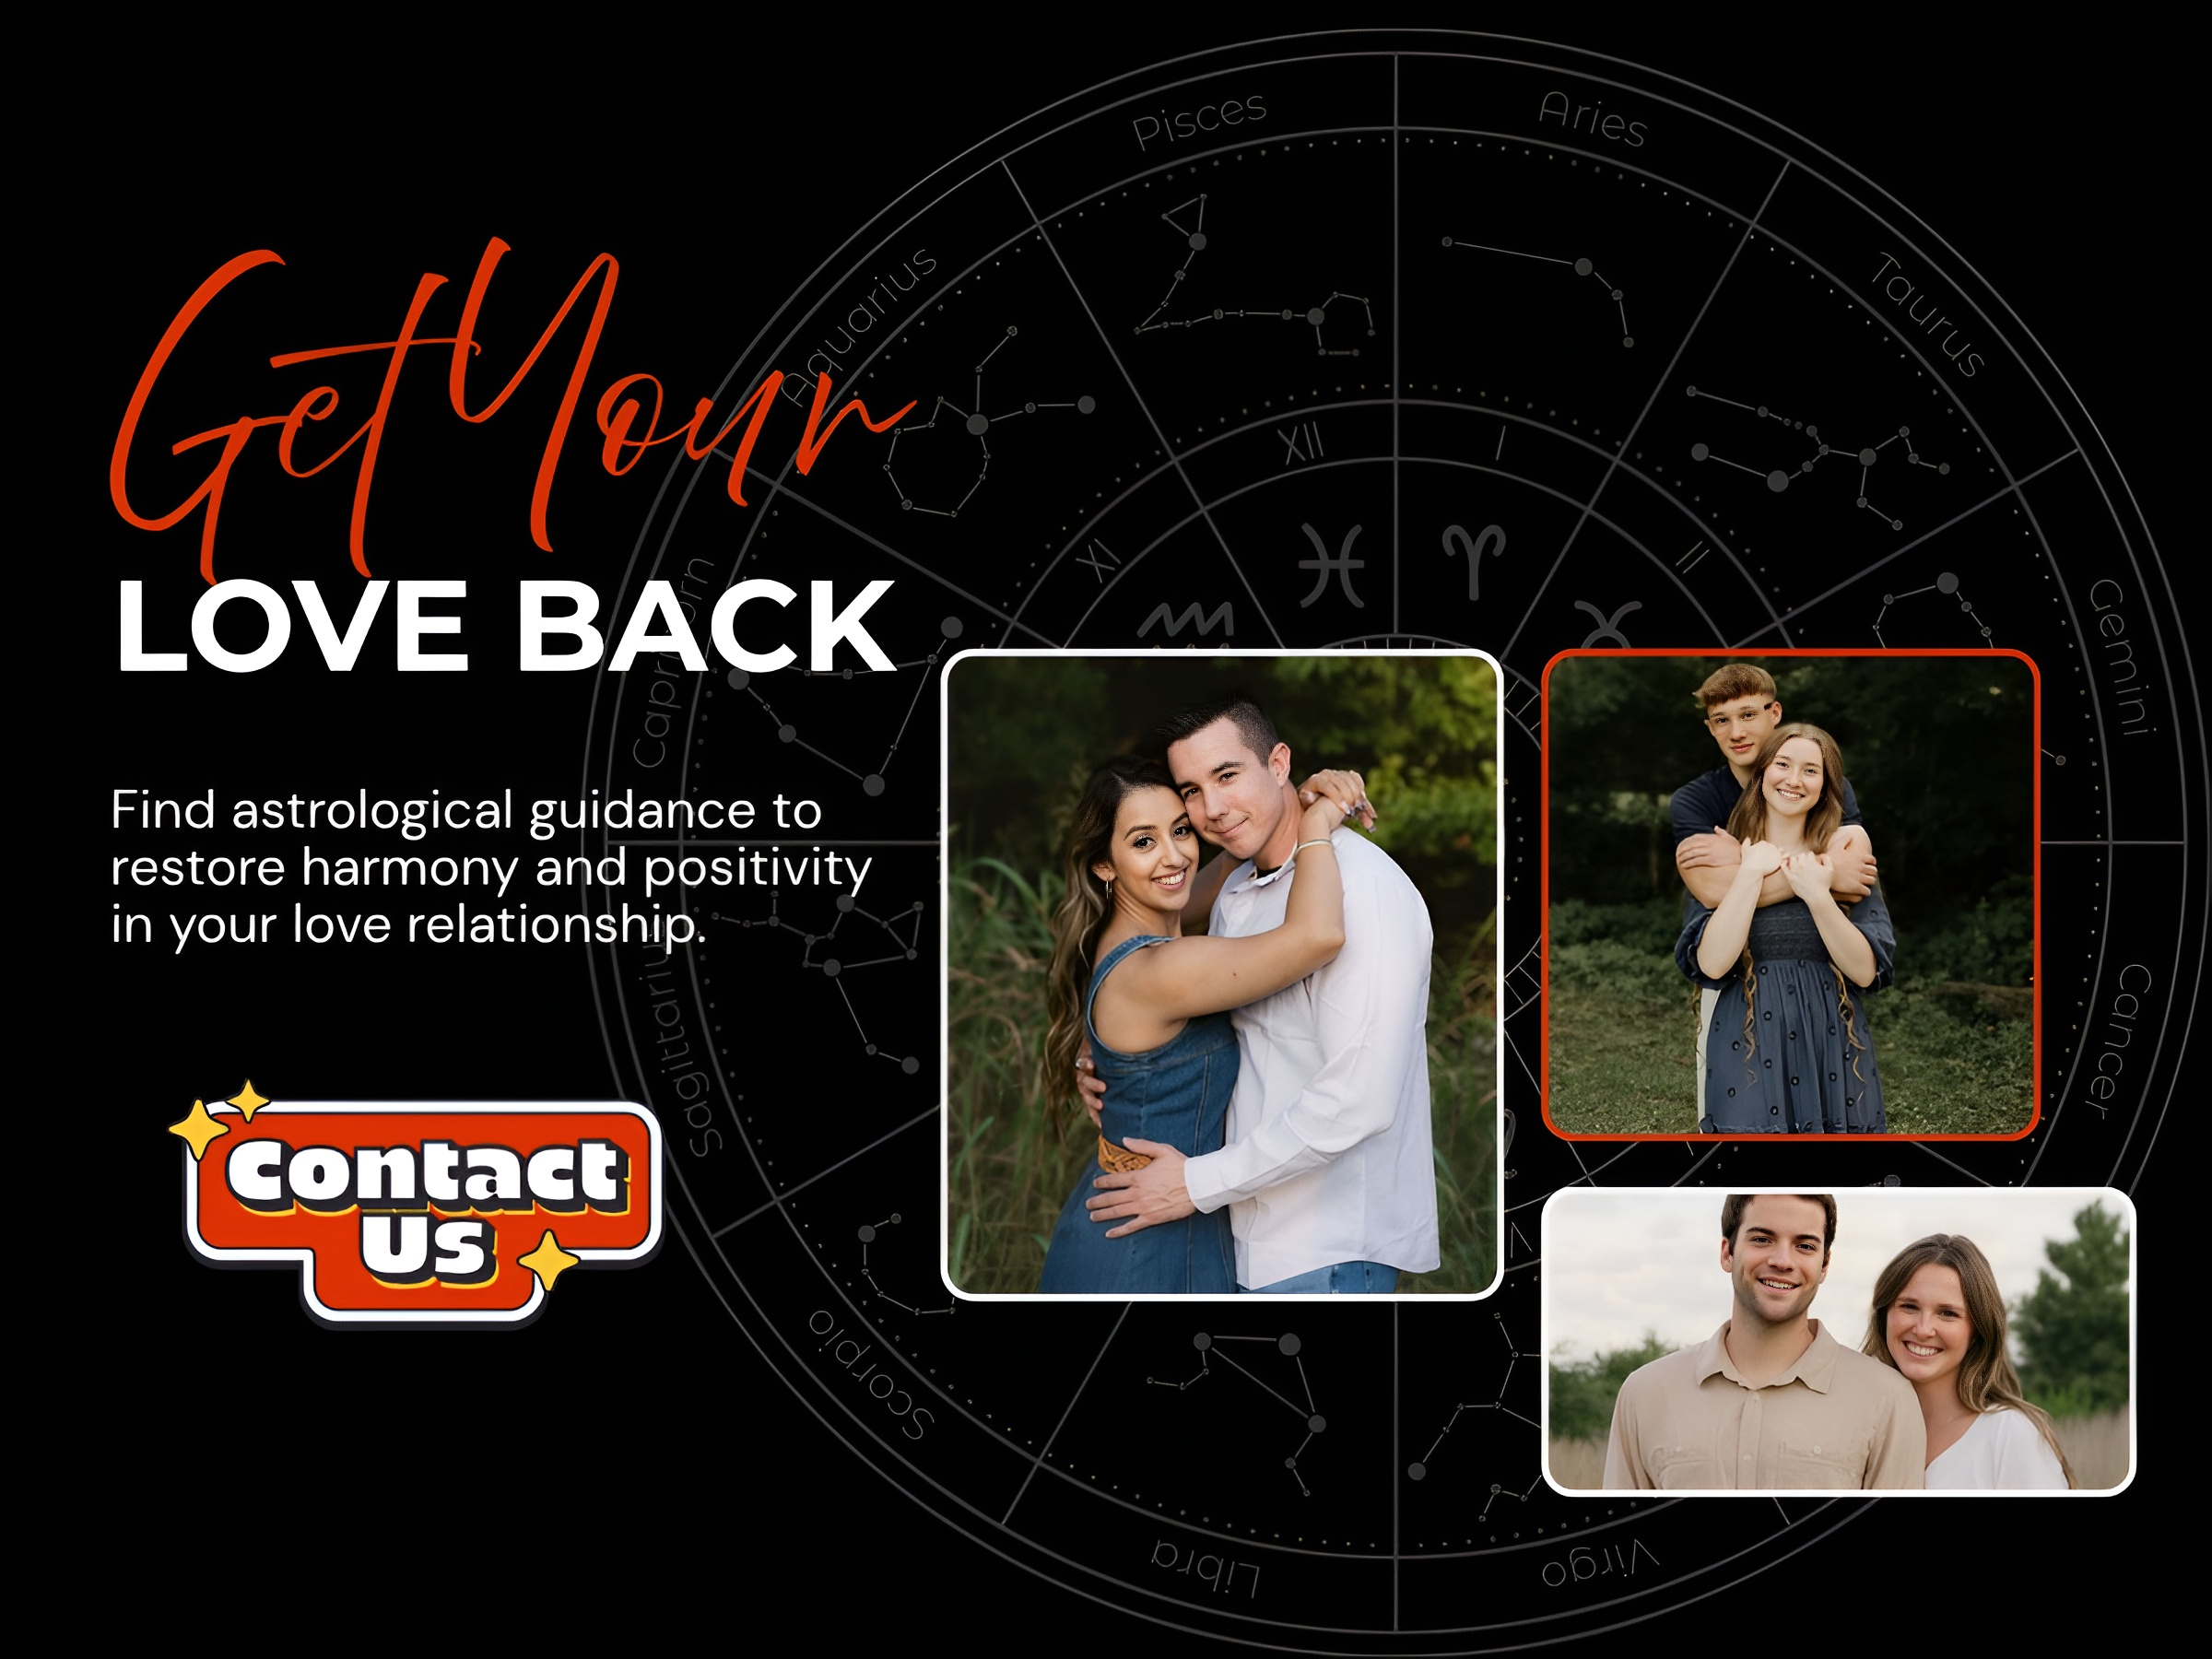 Get Your
LOVE BACK
Find astrological guidance to
restore harmony and positivity
in your love relationship.
Contact
Us
Pisces
Aries
Aquarius
Taurus
Capricorn
Gemini
Sagittarius
Cancer
Scorpio
Libra
Virgo
XII
I
XI
II